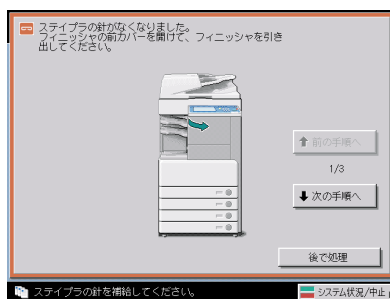 ステイプラの針がなくなりました。
フィニッシャの前カバーを開けて、フィニッシャを引き
出してください。
前の手順へ
1/3
次の手順へ
後で処理
ステイプラの針を補給してください。
システム状況/中止